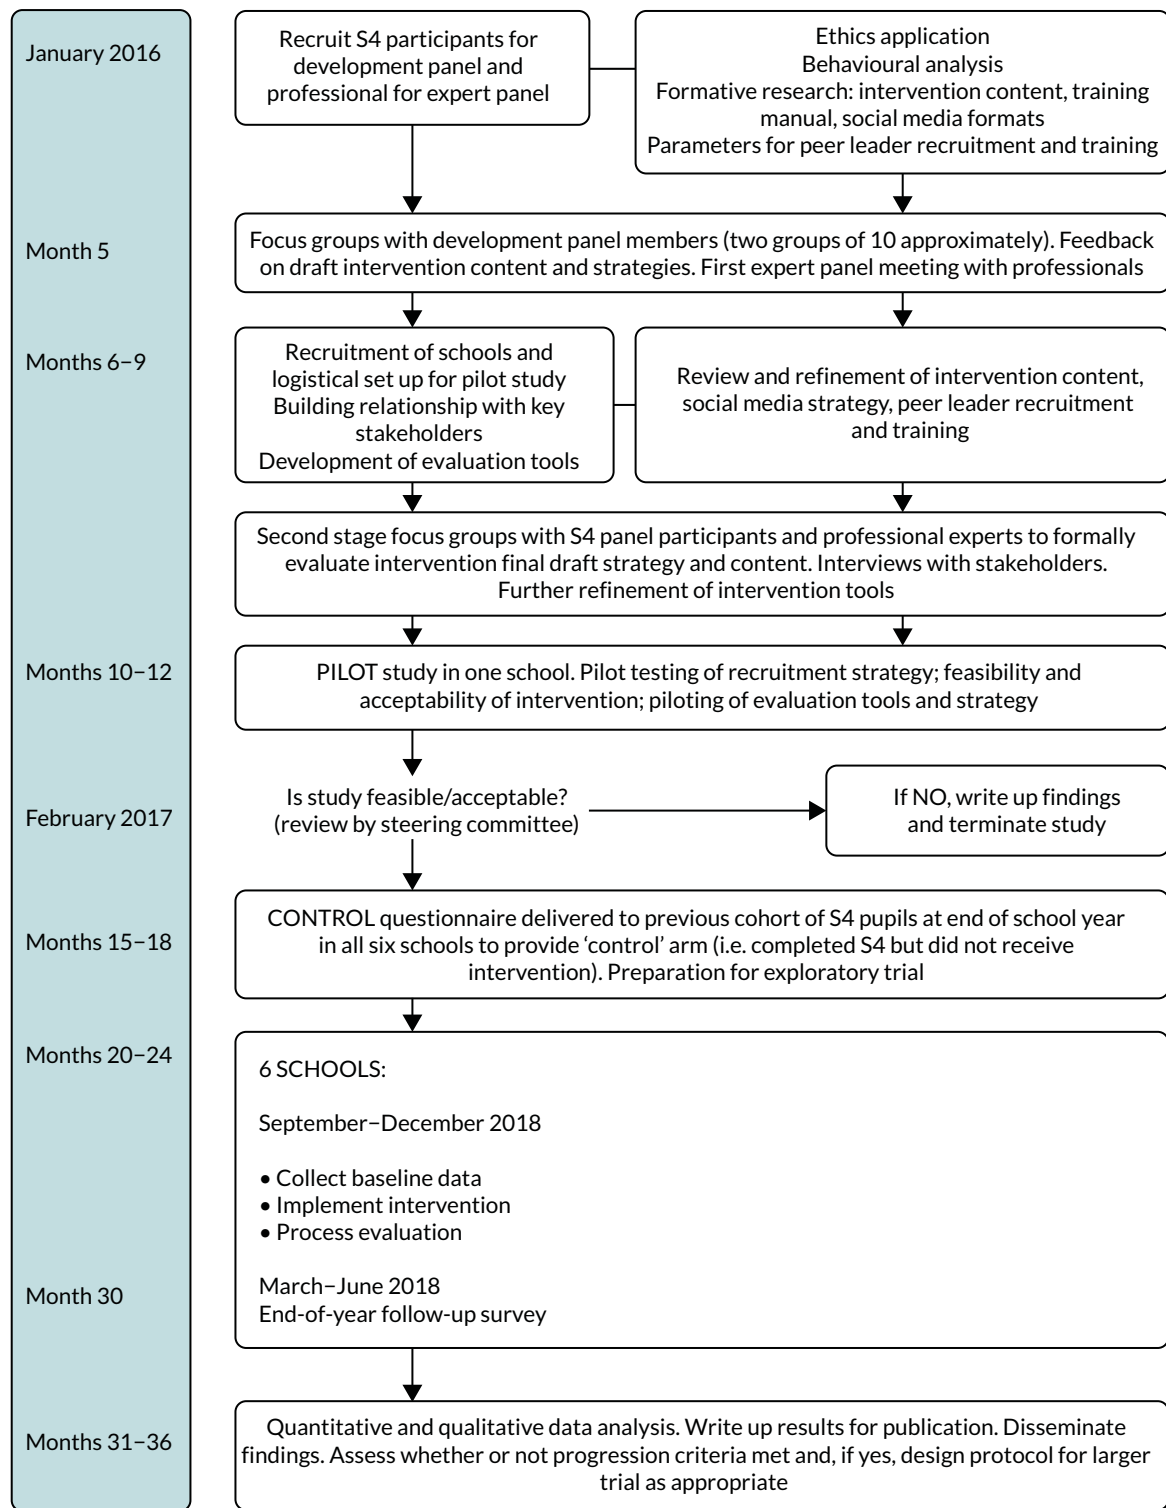 January 2016
Recruit S4 participants for
development panel and
professional for expert panel
Ethics application
Behavioural analysis
Formative research: intervention content, training
manual, social media formats
Parameters for peer leader recruitment and training
Month 5
Focus groups with development panel members (two groups of 10 approximately). Feedback
on draft intervention content and strategies. First expert panel meeting with professionals
Months 6–9
Recruitment of schools and
logistical set up for pilot study
Building relationship with key
stakeholders
Development of evaluation tools
Review and refinement of intervention content,
social media strategy, peer leader recruitment
and training
Second stage focus groups with S4 panel participants and professional experts to formally
evaluate intervention final draft strategy and content. Interviews with stakeholders.
Further refinement of intervention tools
Months 10–12
PILOT study in one school. Pilot testing of recruitment strategy; feasibility and
acceptability of intervention; piloting of evaluation tools and strategy
February 2017
Is study feasible/acceptable?
(review by steering committee)
If NO, write up findings
and terminate study
Months 15–18
CONTROL questionnaire delivered to previous cohort of S4 pupils at end of school year
in all six schools to provide ‘control’ arm (i.e. completed S4 but did not receive
intervention). Preparation for exploratory trial
Months 20–24
6 SCHOOLS:
September–December 2018
• Collect baseline data
• Implement intervention
• Process evaluation
Month 30
March–June 2018
End-of-year follow-up survey
Months 31–36
Quantitative and qualitative data analysis. Write up results for publication. Disseminate
findings. Assess whether or not progression criteria met and, if yes, design protocol for larger
trial as appropriate